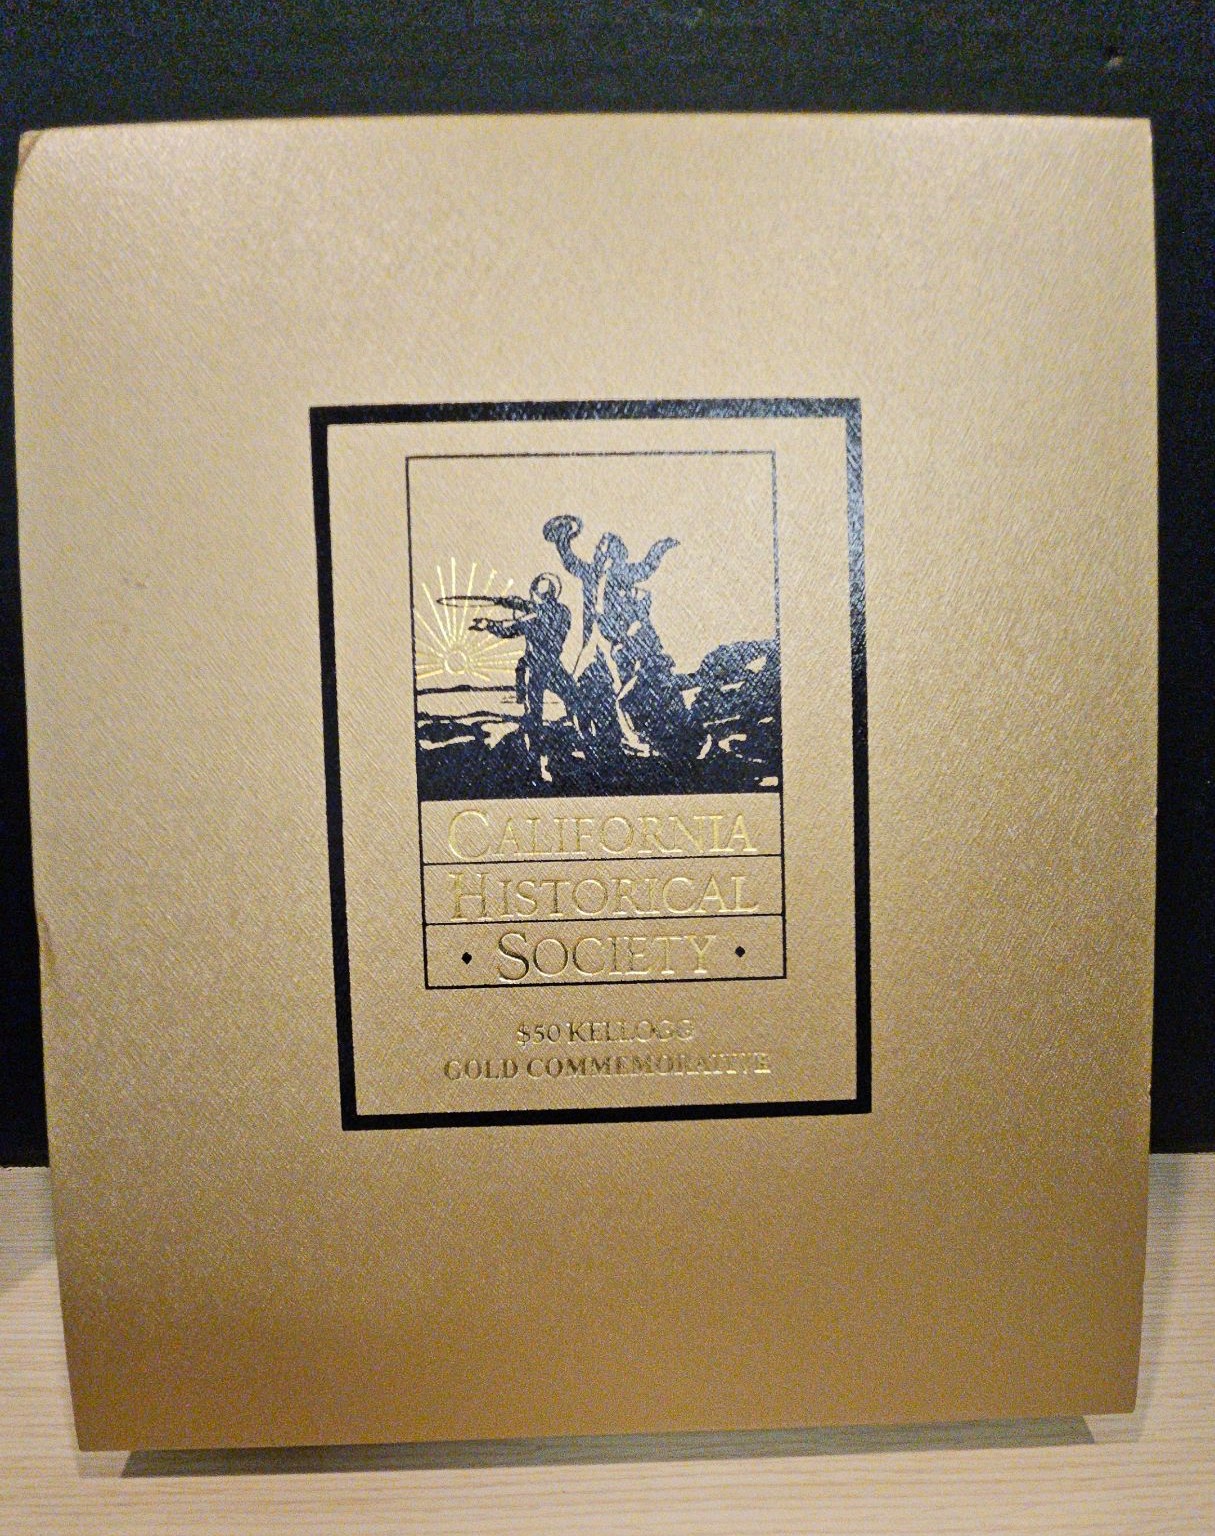 CALIFORNIA
HISTORICAL
• SOCIETY •
$50 KELLOGG
GOLD COMMEMORATIVE